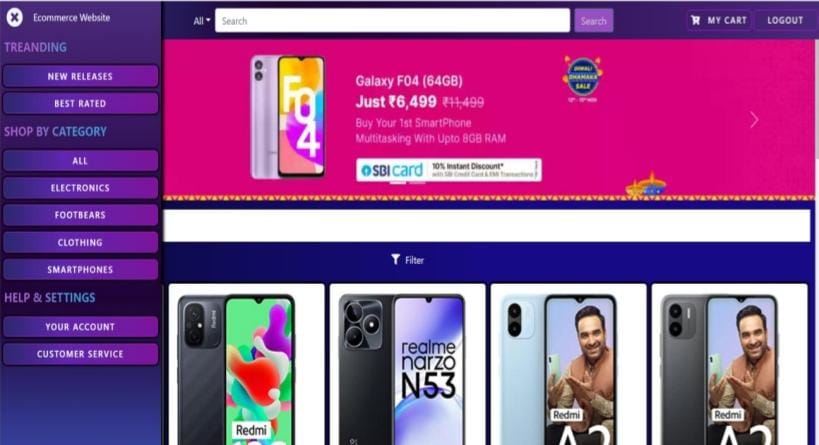 Ecommerce Website
All
Search
Search
MY CART
LOGOUT
TREANDING
NEW RELEASES
BEST RATED
SHOP BY CATEGORY
ALL
ELECTRONICS
FOOTBEARS
CLOTHING
SMARTPHONES
HELP & SETTINGS
YOUR ACCOUNT
CUSTOMER SERVICE
F04
Galaxy F04 (64GB)
Just ₹6,499 ₹11,499
Buy Your 1st SmartPhone
Multitasking With Upto 8GB RAM
SBI card
10% Instant Discount*
with SBI Credit Card & EMI Transactions
DIWALI
DHAMAKA
SALE
Filter
Redmi
Redmi
realme
narzo
N53
Redmi
A2
Redmi
A2